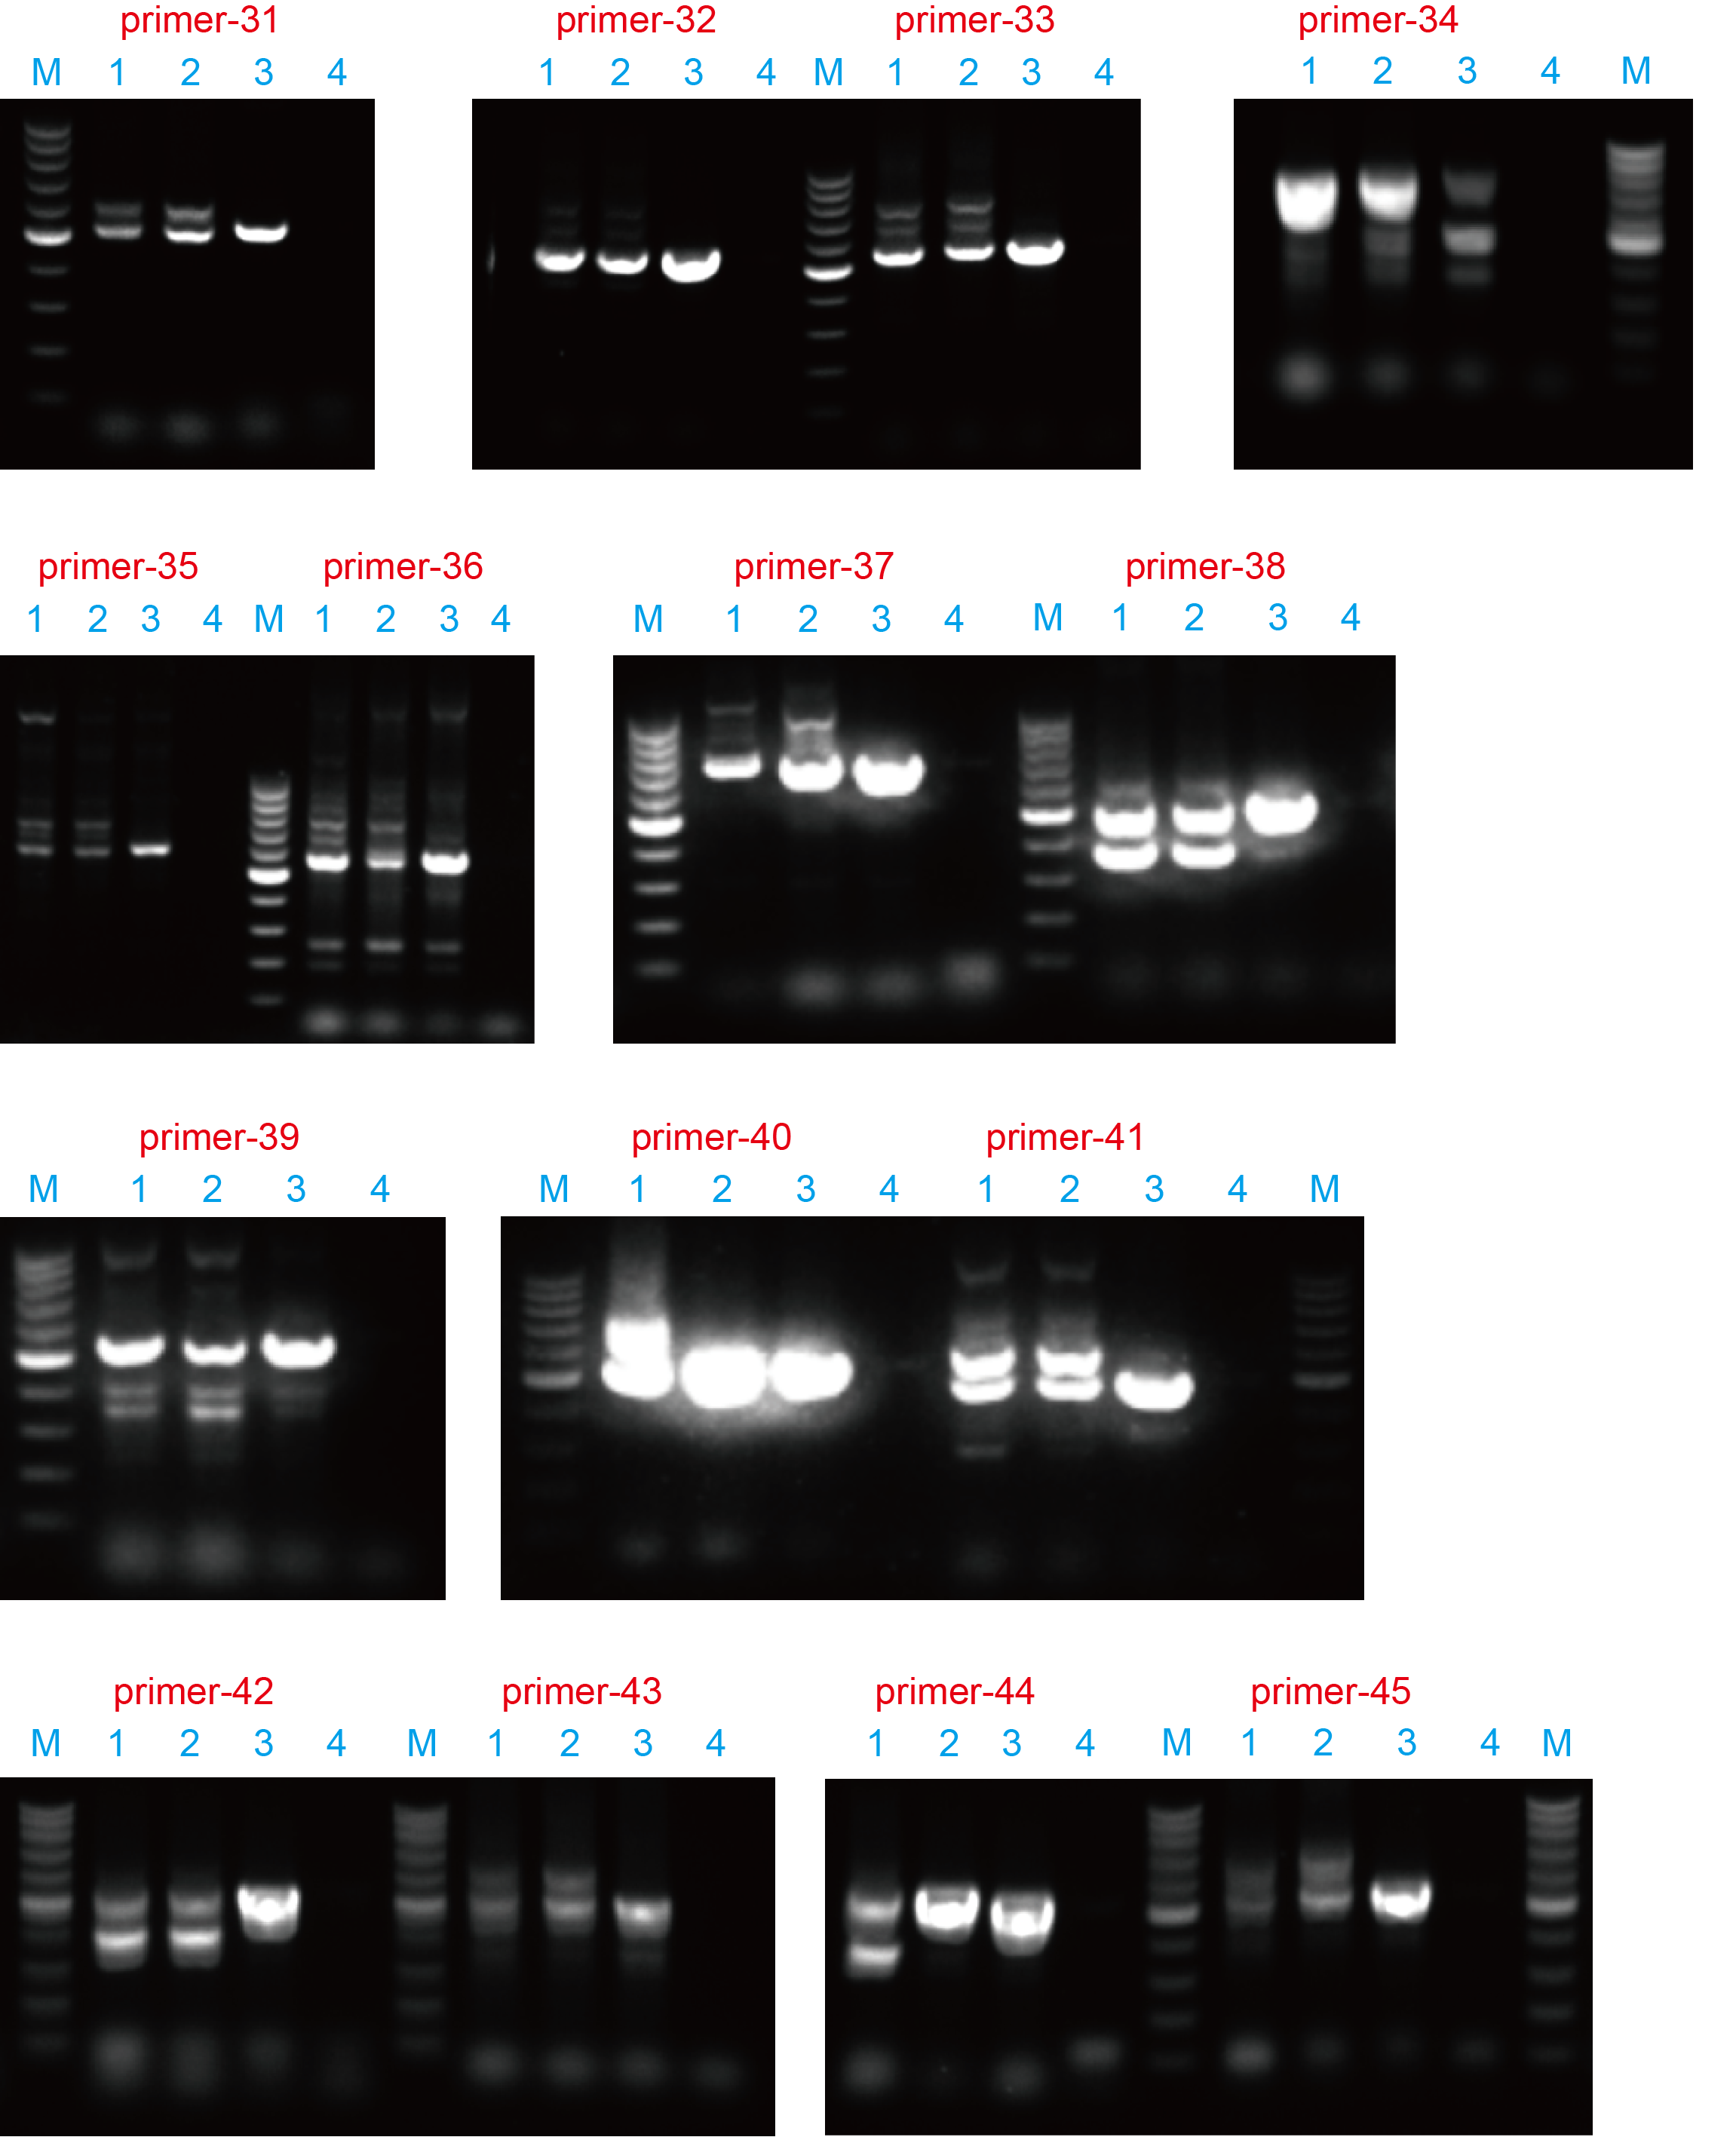 primer-31 primer-32 primer-33 primer-34
M 1 2 3 4 1 2 3 4 M 1 2 3 4 1 2 3 4 M
primer-35 primer-36 primer-37 primer-38
1 2 3 4 M 1 2 3 4 M 1 2 3 4 M 1 2 3 4
primer-39 primer-40 primer-41
M 1 2 3 4 M 1 2 3 4 1 2 3 4 M
primer-42 primer-43 primer-44 primer-45
M 1 2 3 4 M 1 2 3 4 1 2 3 4 M 1 2 3 4 M